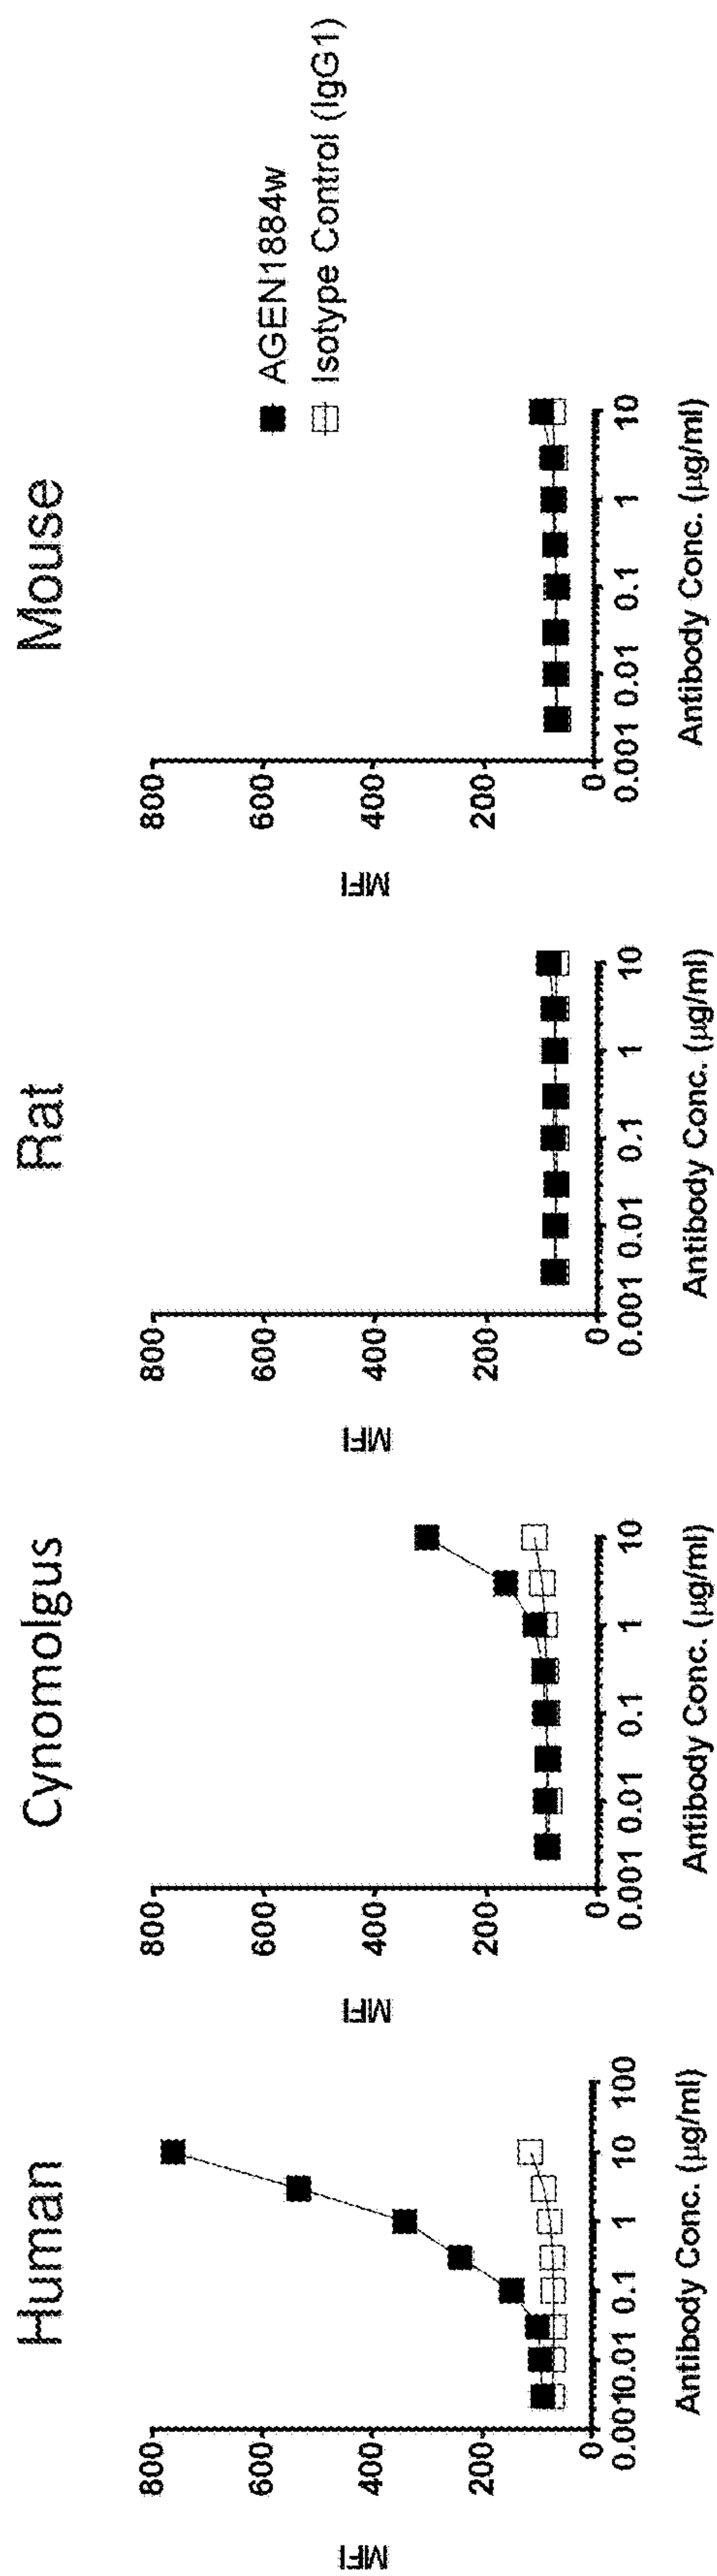 Human
MFI
800
600
400
200
0
0.001 0.01 0.1 1 10 100
Antibody Conc. (μg/ml)
Cynomolgus
MFI
800
600
400
200
0
0.001 0.01 0.1 1 10
Antibody Conc. (μg/ml)
Rat
MFI
800
600
400
200
0
0.001 0.01 0.1 1 10
Antibody Conc. (μg/ml)
Mouse
MFI
800
600
400
200
0
0.001 0.01 0.1 1 10
Antibody Conc. (μg/ml)
AGEN1884w
Isotype Control (IgG1)